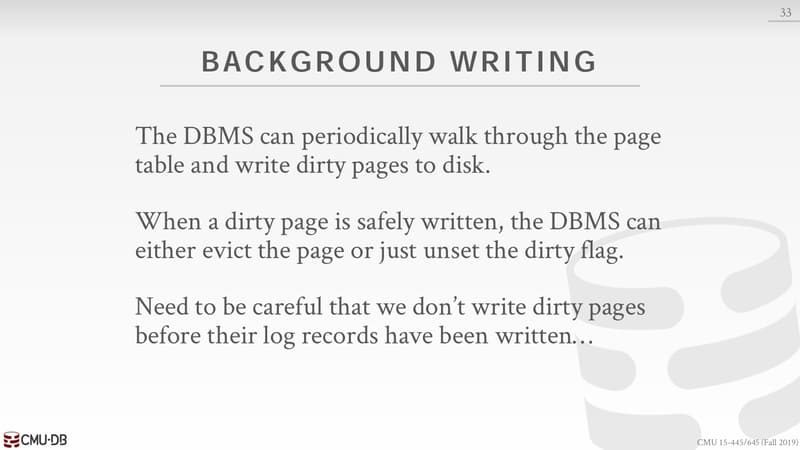 33
BACKGROUND WRITING
The DBMS can periodically walk through the page
table and write dirty pages to disk.
When a dirty page is safely written, the DBMS can
either evict the page or just unset the dirty flag.
Need to be careful that we don’t write dirty pages
before their log records have been written…
CMU·DB
CMU 15-445/645 (Fall 2019)